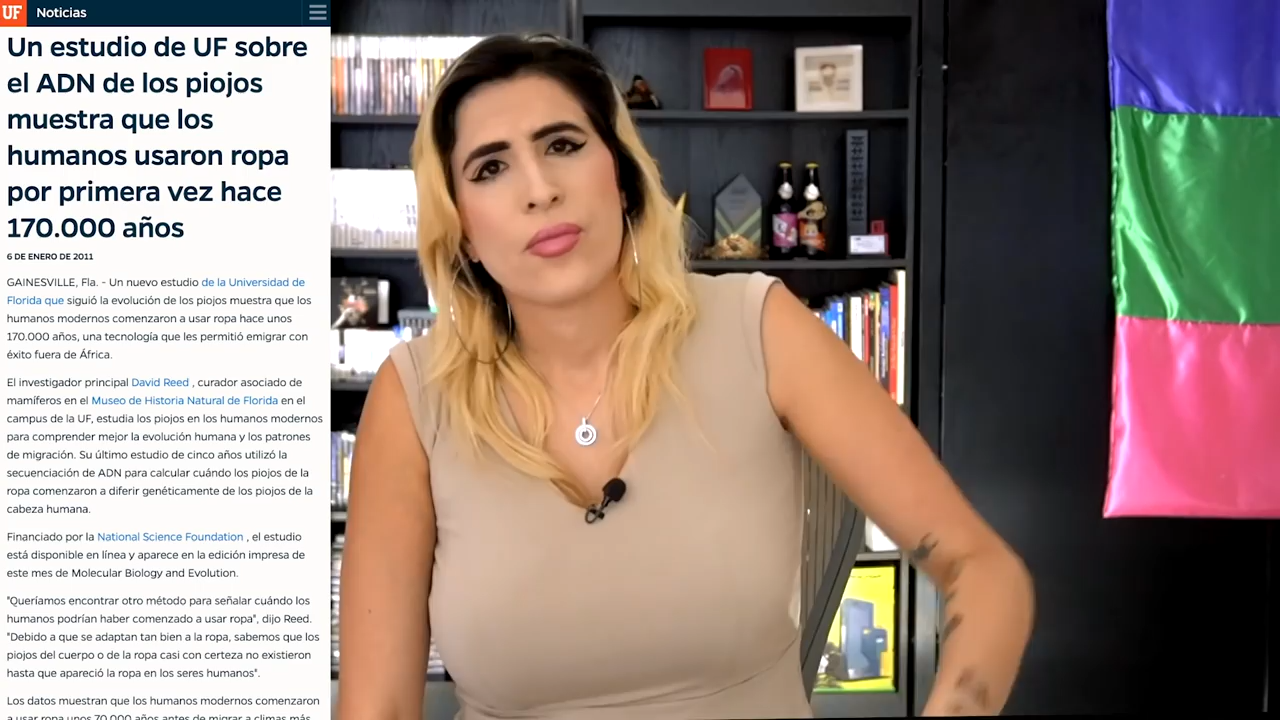 UF Noticias
Un estudio de UF sobre
el ADN de los piojos
muestra que los
humanos usaron ropa
por primera vez hace
170.000 años
6 DE ENERO DE 2011
GAINESVILLE, Fla. - Un nuevo estudio de la Universidad de
Florida que siguió la evolución de los piojos muestra que los
humanos modernos comenzaron a usar ropa hace unos
170.000 años, una tecnología que les permitió emigrar con
éxito fuera de África.
El investigador principal David Reed , curador asociado de
mamíferos en el Museo de Historia Natural de Florida en el
campus de la UF, estudia los piojos en los humanos modernos
para comprender mejor la evolución humana y los patrones
de migración. Su último estudio de cinco años utilizó la
secuenciación de ADN para calcular cuándo los piojos de la
ropa comenzaron a diferir genéticamente de los piojos de la
cabeza humana.
Financiado por la National Science Foundation , el estudio
está disponible en línea y aparece en la edición impresa de
este mes de Molecular Biology and Evolution.
"Queríamos encontrar otro método para señalar cuándo los
humanos podrían haber comenzado a usar ropa", dijo Reed.
"Debido a que se adaptan tan bien a la ropa, sabemos que los
piojos del cuerpo o de la ropa casi con certeza no existieron
hasta que apareció la ropa en los seres humanos".
Los datos muestran que los humanos modernos comenzaron
a usar ropa unos 70.000 años antes de migrar a climas más